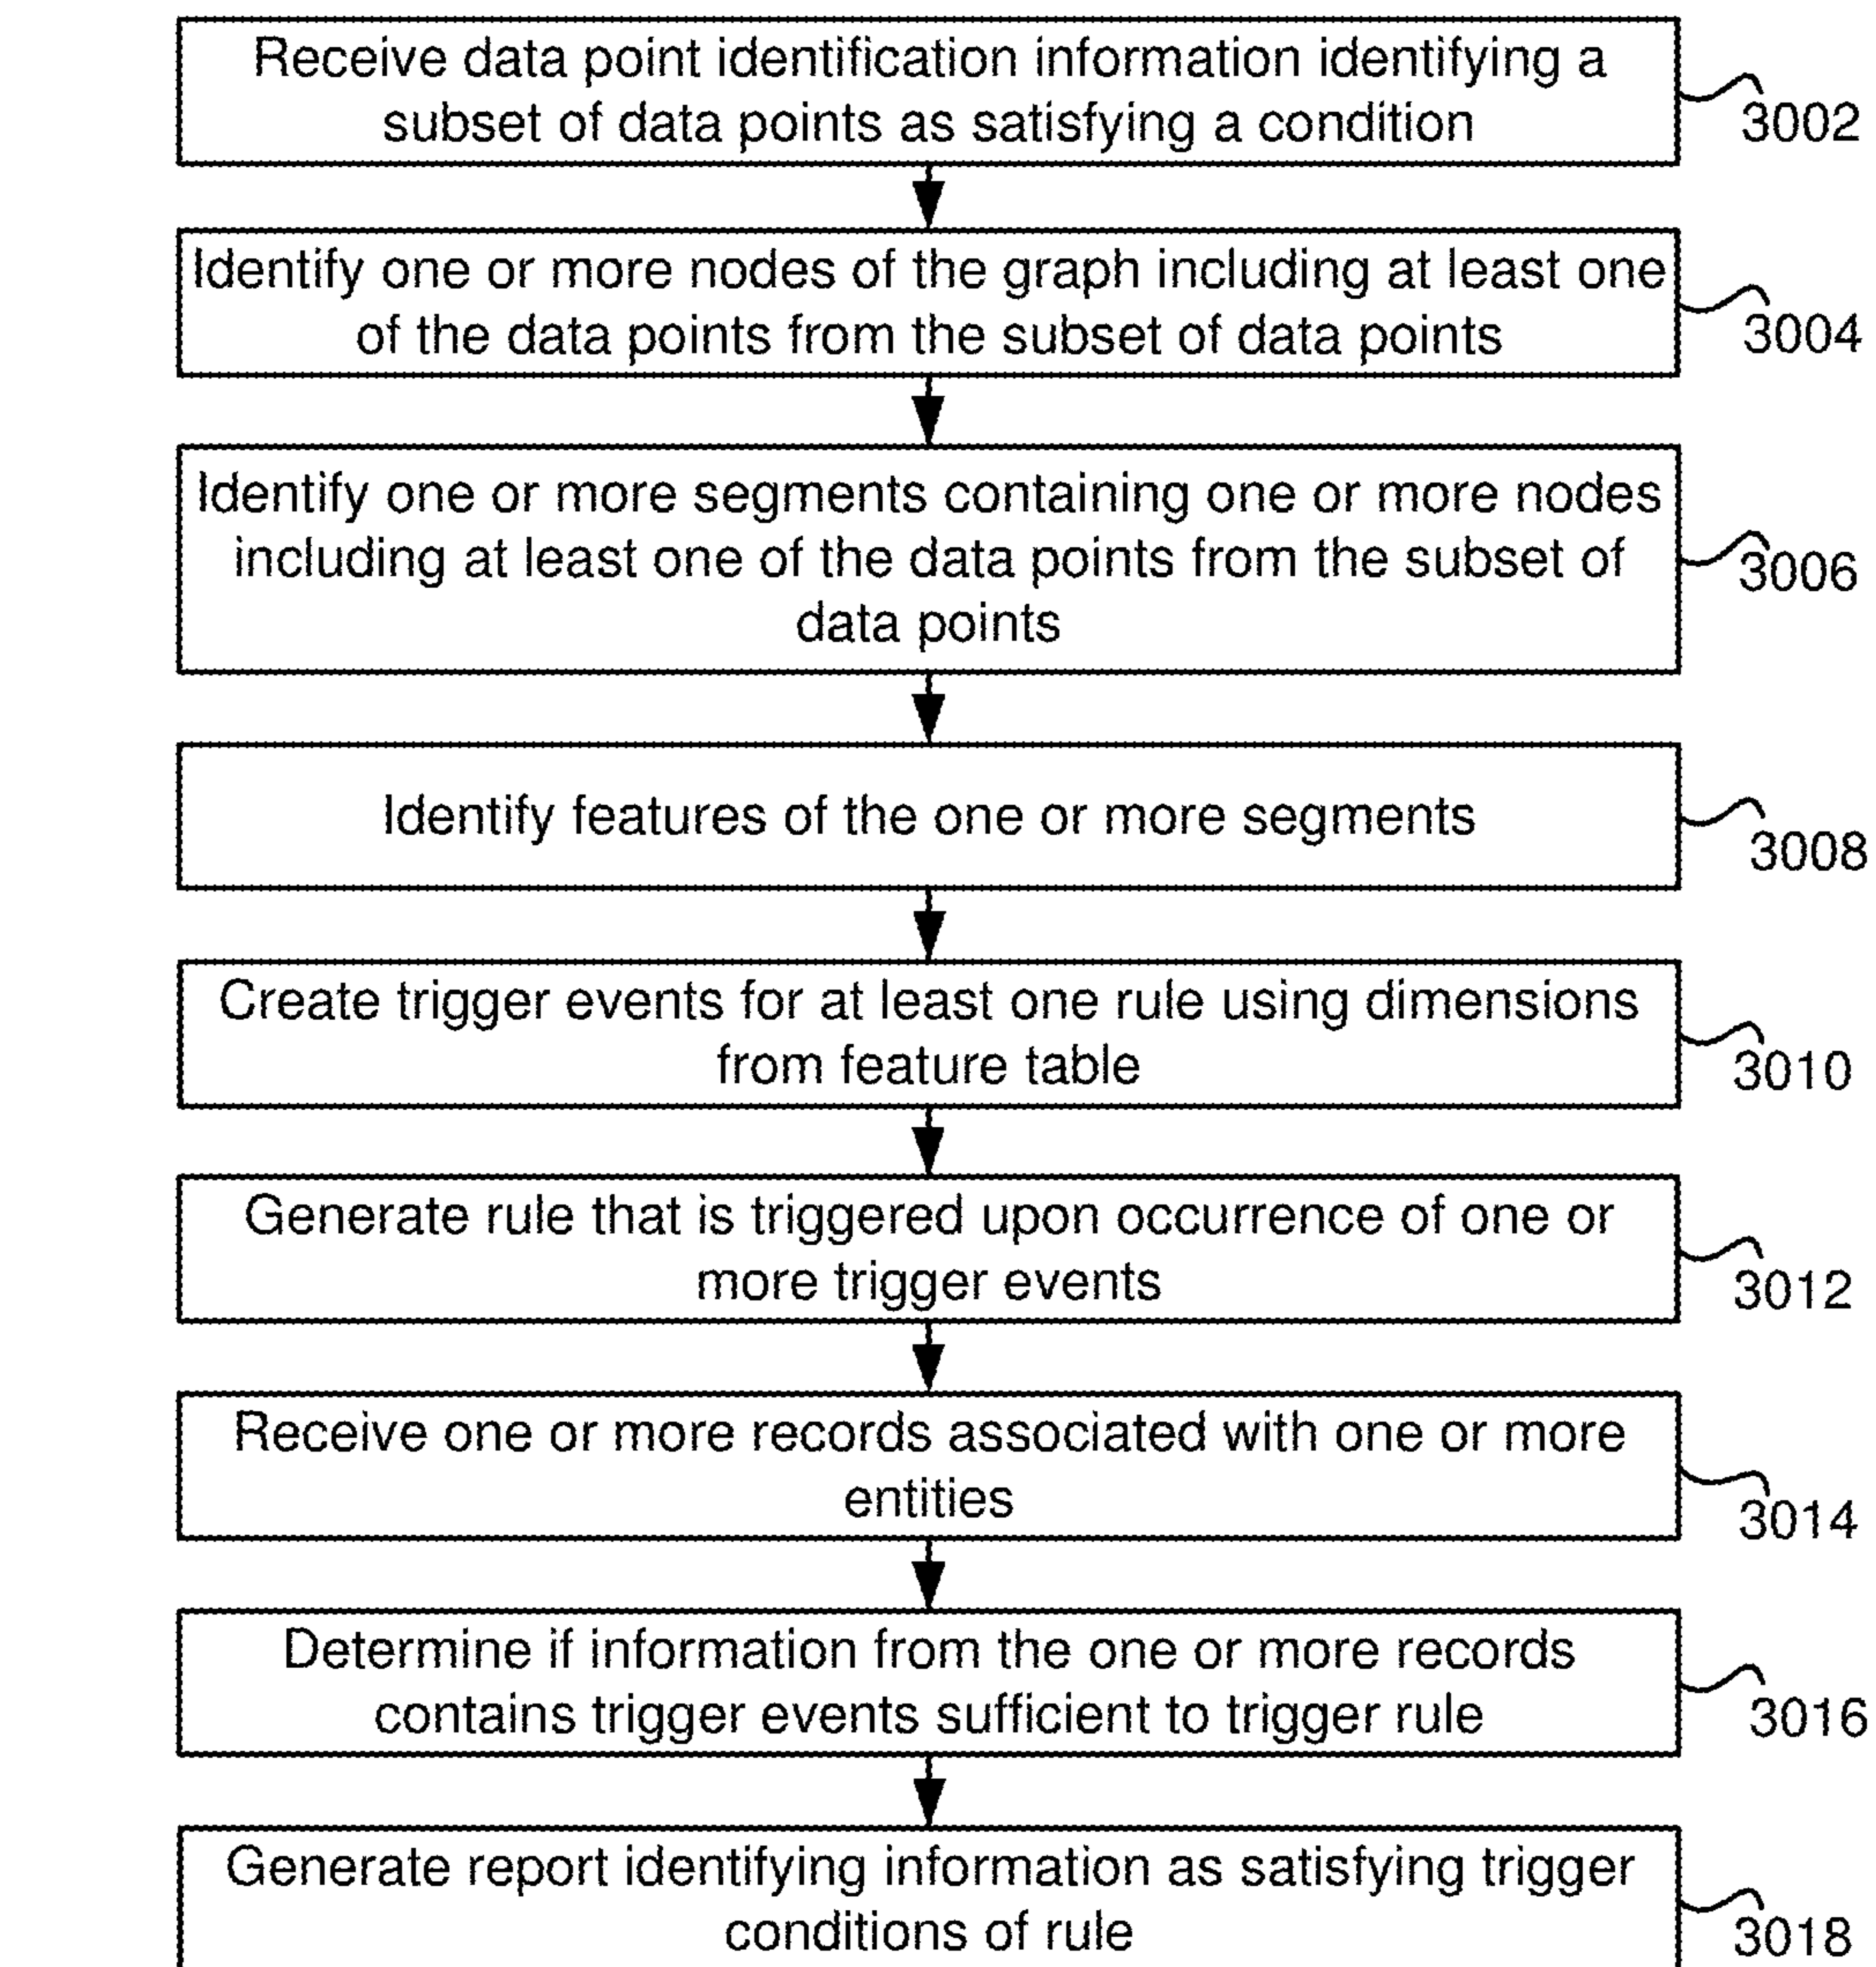 Receive data point identification information identifying a
subset of data points as satisfying a condition
3002
Identify one or more nodes of the graph including at least one
of the data points from the subset of data points
3004
Identify one or more segments containing one or more nodes
including at least one of the data points from the subset of
data points
3006
Identify features of the one or more segments
3008
Create trigger events for at least one rule using dimensions
from feature table
3010
Generate rule that is triggered upon occurrence of one or
more trigger events
3012
Receive one or more records associated with one or more
entities
3014
Determine if information from the one or more records
contains trigger events sufficient to trigger rule
3016
Generate report identifying information as satisfying trigger
conditions of rule
3018